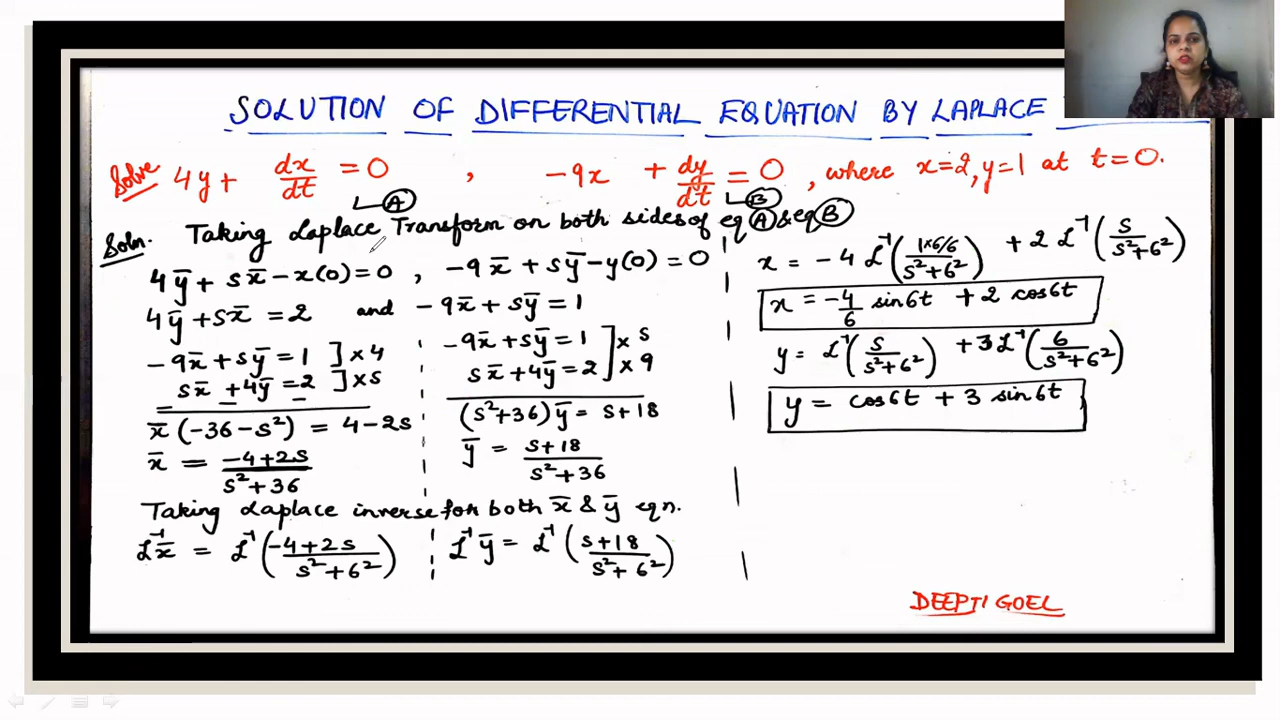 SOLUTION OF DIFFERENTIAL EQUATION BY LAPLACE
Solve 4y + dx/dt = 0 , -9x + dy/dt = 0 , where x=2, y=1 at t=0.
A B
Soln. Taking Laplace Transform on both sides of eq A & eq B
4ȳ + sx̄ - x(0) = 0 , -9x̄ + sȳ - y(0) = 0
4ȳ + sx̄ = 2 and -9x̄ + sȳ = 1
-9x̄ + sȳ = 1 ] x 4
sx̄ + 4ȳ = 2 ] x s
x̄(-36 - s²) = 4 - 2s
x̄ = (-4+2s)/(s²+36)
-9x̄ + sȳ = 1 ] x s
sx̄ + 4ȳ = 2 ] x 9
(s²+36)ȳ = s+18
ȳ = (s+18)/(s²+36)
Taking Laplace inverse for both x̄ & ȳ eqn.
L⁻¹x̄ = L⁻¹((-4+2s)/(s²+6²))
L⁻¹ȳ = L⁻¹((s+18)/(s²+6²))
x = -4 L⁻¹((1×6/6)/(s²+6²)) + 2 L⁻¹(s/(s²+6²))
x = -4/6 sin6t + 2 cos6t
y = L⁻¹(s/(s²+6²)) + 3L⁻¹(6/(s²+6²))
y = cos6t + 3 sin6t
DEEPTI GOEL